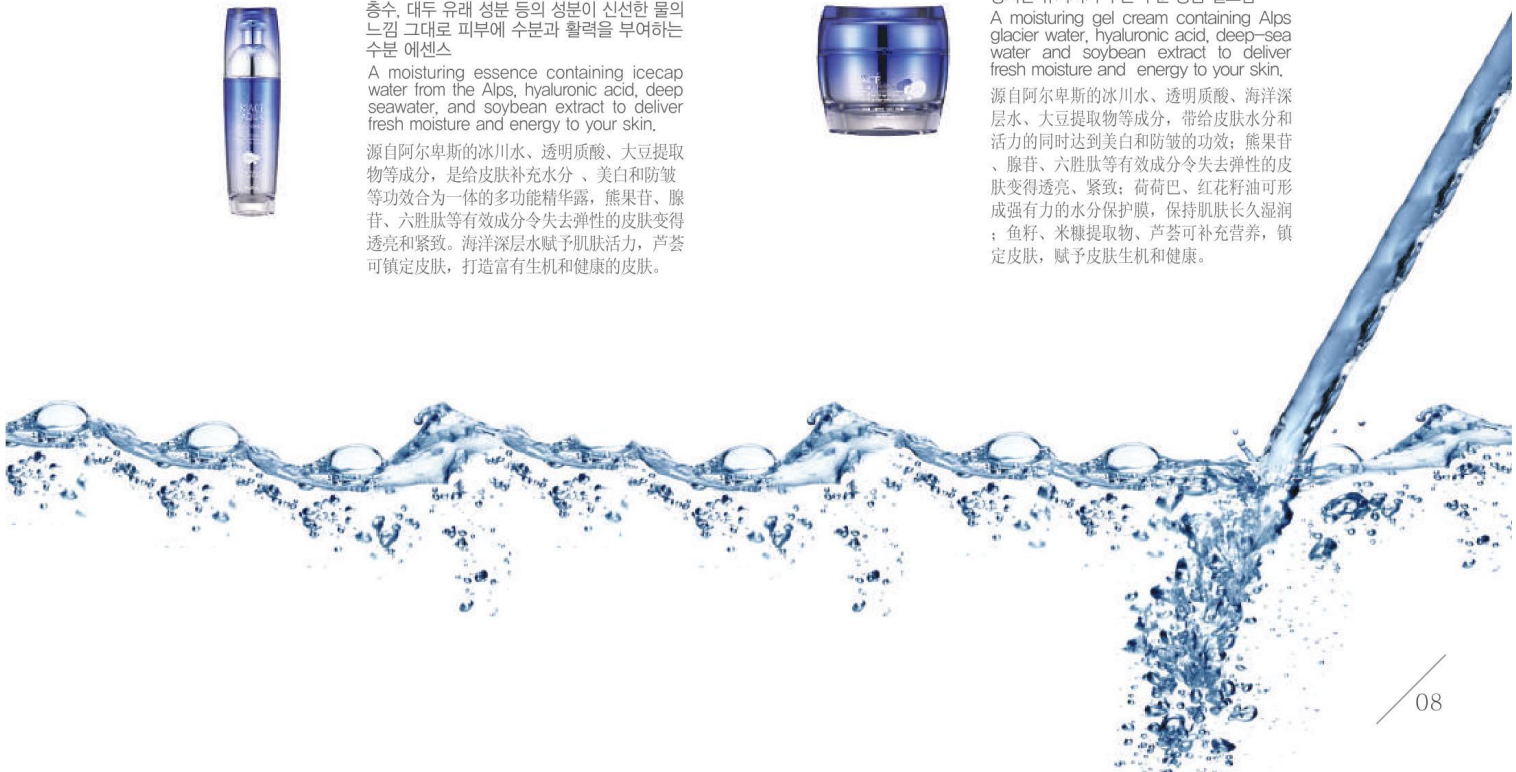 층수, 대두 유래 성분 등의 성분이 신선한 물의
느낌 그대로 피부에 수분과 활력을 부여하는
수분 에센스
A moisturing essence containing icecap
water from the Alps, hyaluronic acid, deep
seawater, and soybean extract to deliver
fresh moisture and energy to your skin.
源自阿尔卑斯的冰川水、透明质酸、大豆提取
物等成分，是给皮肤补充水分 、美白和防皱
等功效合为一体的多功能精华露，熊果苷、腺
苷、六胜肽等有效成分令失去弹性的皮肤变得
透亮和紧致。海洋深层水赋予肌肤活力，芦荟
可镇定皮肤，打造富有生机和健康的皮肤。
A moisturing gel cream containing Alps
glacier water, hyaluronic acid, deep-sea
water and soybean extract to deliver
fresh moisture and energy to your skin.
源自阿尔卑斯的冰川水、透明质酸、海洋深
层水、大豆提取物等成分，带给皮肤水分和
活力的同时达到美白和防皱的功效；熊果苷
、腺苷、六胜肽等有效成分令失去弹性的皮
肤变得透亮、紧致；荷荷巴、红花籽油可形
成强有力的水分保护膜，保持肌肤长久湿润
；鱼籽、米糠提取物、芦荟可补充营养，镇
定皮肤，赋予皮肤生机和健康。
08